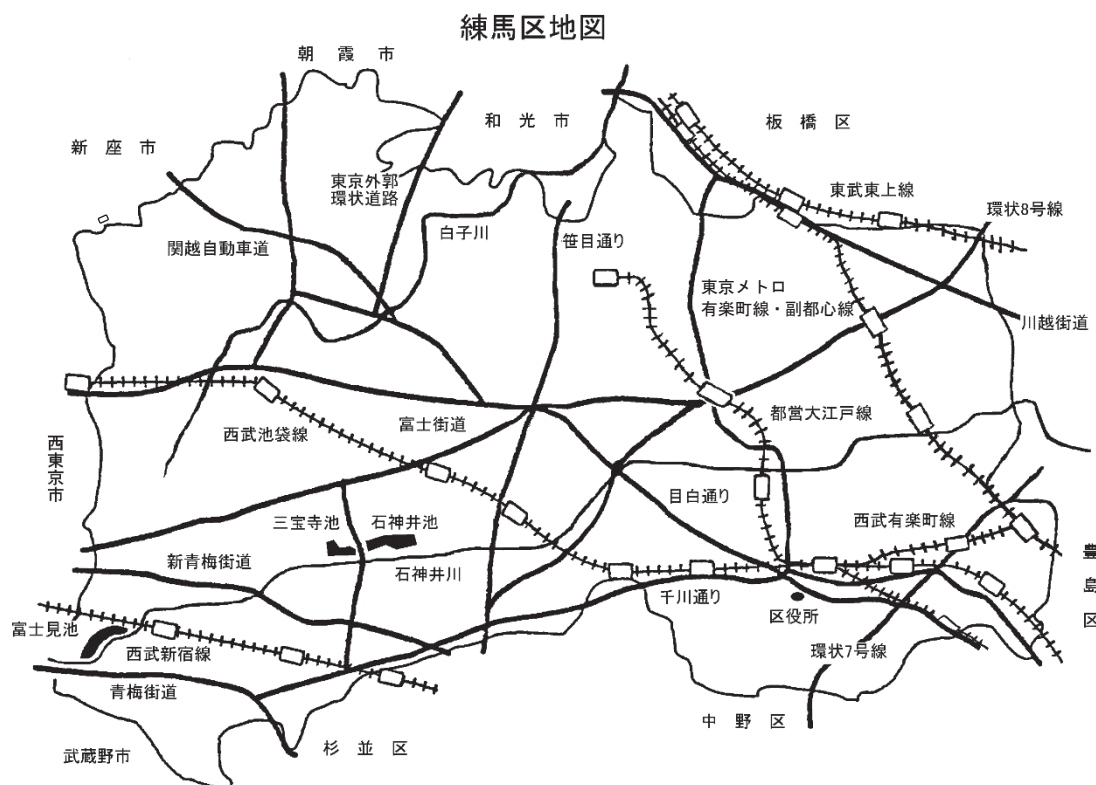 練馬区地図
朝霞市
和光市
板橋区
新座市
東京外郭
環状道路
東武東上線
環状8号線
関越自動車道
白子川
笹目通り
東京メトロ
有楽町線・副都心線
川越街道
西武池袋線
富士街道
都営大江戸線
西東京市
目白通り
三宝寺池
石神井池
西武有楽町線
新青梅街道
石神井川
豊島区
千川通り
区役所
富士見池
西武新宿線
環状7号線
青梅街道
中野区
武蔵野市
杉並区